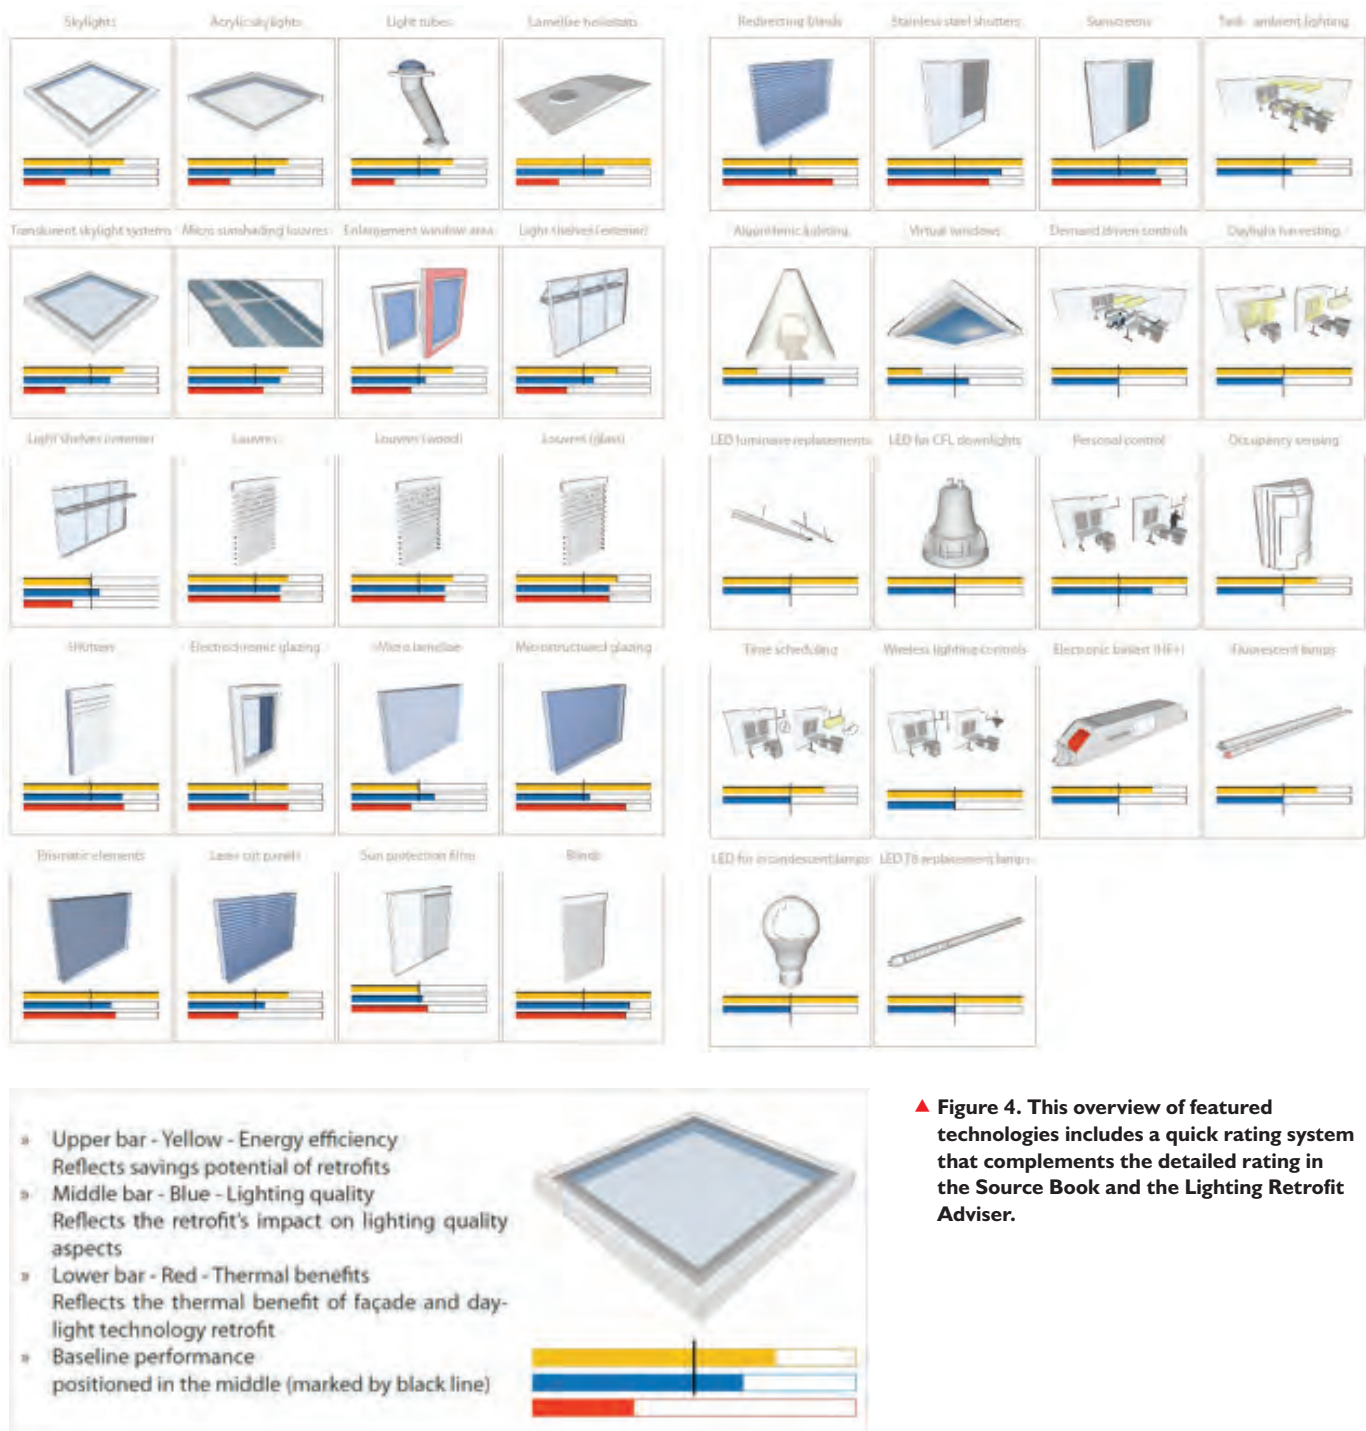 Skylights
Acrylic skylights
Light tubes
Lamellae heliostats
Redirecting blinds
Stainless steel shutters
Sunscreens
Task - ambient lighting
Translucent skylight systems
Micro sunshading louvres
Enlargement window area
Light shelves (exterior)
Algorithmic lighting
Virtual windows
Demand driven controls
Daylight harvesting
Light shelves (interior)
Louvres
Louvres (wood)
Louvres (glass)
LED luminaire replacements
LED for CFL downlights
Personal control
Occupancy sensing
Shutters
Electrochromic glazing
Micro lamellae
Microstructured glazing
Time scheduling
Wireless lighting controls
Electronic ballast (HF+)
Fluorescent lamps
Prismatic elements
Laser cut panels
Sun protection films
Blinds
LED for incandescent lamps
LED T8 replacement lamps
» Upper bar - Yellow - Energy efficiency
Reflects savings potential of retrofits
» Middle bar - Blue - Lighting quality
Reflects the retrofit's impact on lighting quality
aspects
» Lower bar - Red - Thermal benefits
Reflects the thermal benefit of façade and day-
light technology retrofit
» Baseline performance
positioned in the middle (marked by black line)
▲ Figure 4. This overview of featured
technologies includes a quick rating system
that complements the detailed rating in
the Source Book and the Lighting Retrofit
Adviser.